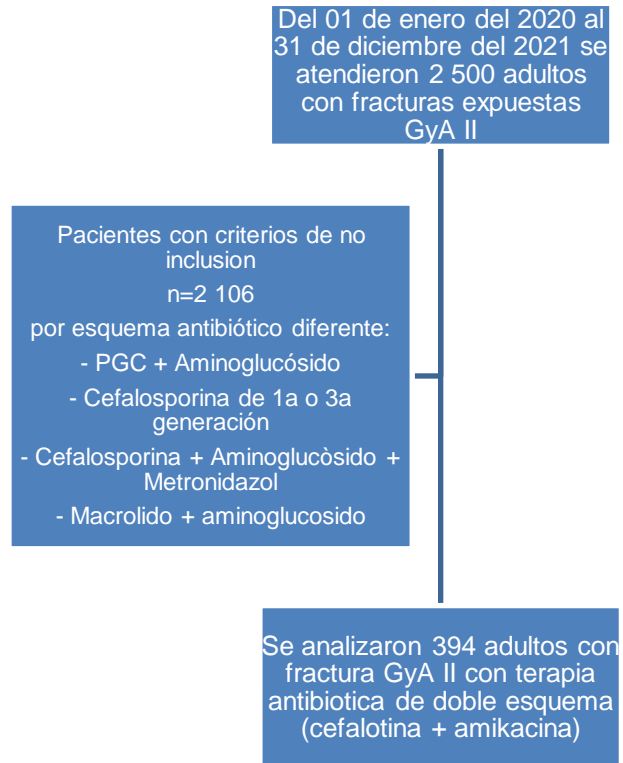 Del 01 de enero del 2020 al
31 de diciembre del 2021 se
atendieron 2 500 adultos
con fracturas expuestas
GyA II
Pacientes con criterios de no
inclusion
n=2 106
por esquema antibiótico diferente:
- PGC + Aminoglucósido
- Cefalosporina de 1a o 3a
generación
- Cefalosporina + Aminoglucòsido +
Metronidazol
- Macrolido + aminoglucosido
Se analizaron 394 adultos con
fractura GyA II con terapia
antibiotica de doble esquema
(cefalotina + amikacina)